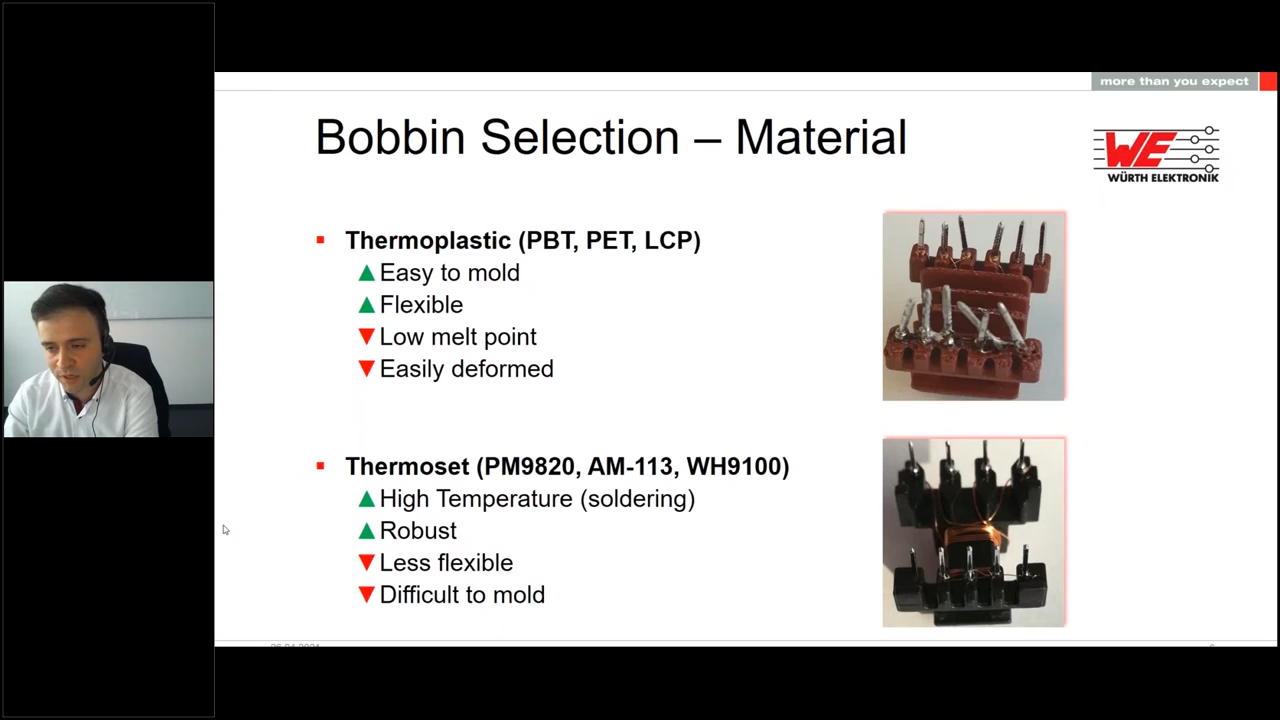 more than you expect
Bobbin Selection – Material
WE
WÜRTH ELEKTRONIK
Thermoplastic (PBT, PET, LCP)
Easy to mold
Flexible
Low melt point
Easily deformed
Thermoset (PM9820, AM-113, WH9100)
High Temperature (soldering)
Robust
Less flexible
Difficult to mold